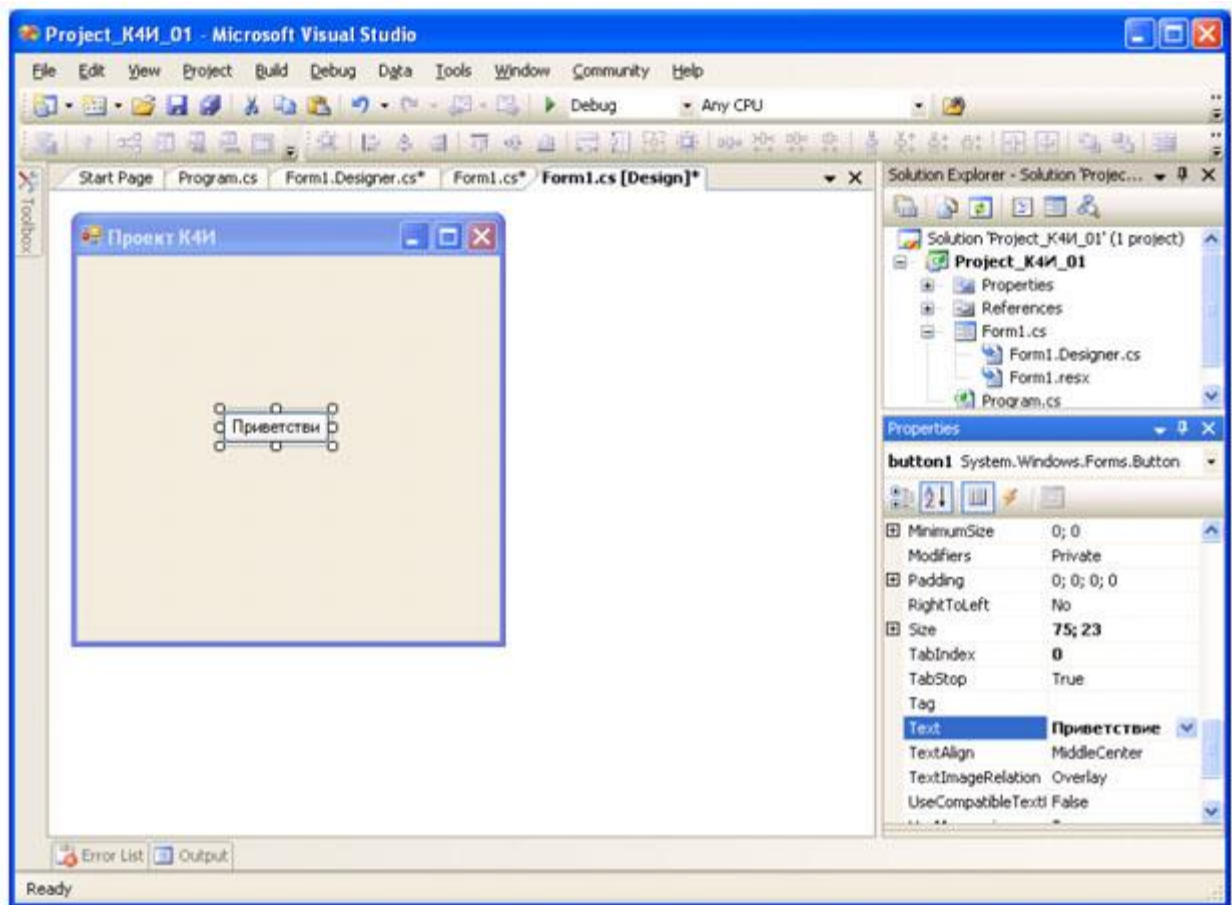 Project_К4И_01 - Microsoft Visual Studio
File Edit View Project Build Debug Data Tools Window Community Help
Debug Any CPU
Toolbox
Start Page Program.cs Form1.Designer.cs* Form1.cs* Form1.cs [Design]*
Проект К4И
Приветстви
Solution Explorer - Solution 'Projec...
Solution 'Project_К4И_01' (1 project)
Project_К4И_01
Properties
References
Form1.cs
Form1.Designer.cs
Form1.resx
Program.cs
Properties
button1 System.Windows.Forms.Button
MinimumSize 0; 0
Modifiers Private
Padding 0; 0; 0; 0
RightToLeft No
Size 75; 23
TabIndex 0
TabStop True
Tag
Text Приветствие
TextAlign MiddleCenter
TextImageRelation Overlay
UseCompatibleTextI False
Error List Output
Ready